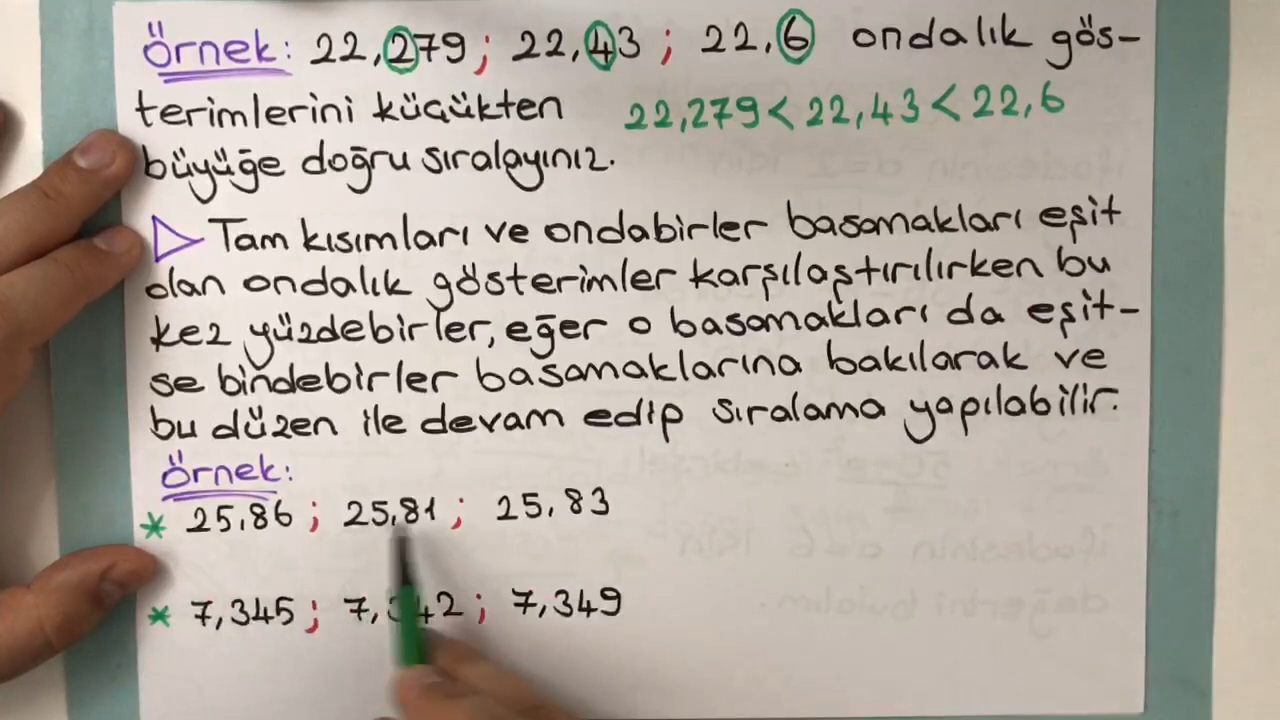 Örnek: 22,279 ; 22,43 ; 22,6 ondalık gös-
terimlerini küçükten 22,279 < 22,43 < 22,6
büyüğe doğru sıralayınız.
Tam kısımları ve ondabirler basamakları eşit
olan ondalık gösterimler karşılaştırılırken bu
kez yüzdebirler, eğer o basamakları da eşit-
se bindebirler basamaklarına bakılarak ve
bu düzen ile devam edip sıralama yapılabilir.
Örnek:
* 25,86 ; 25,81 ; 25,83
* 7,345 ; 7,342 ; 7,349